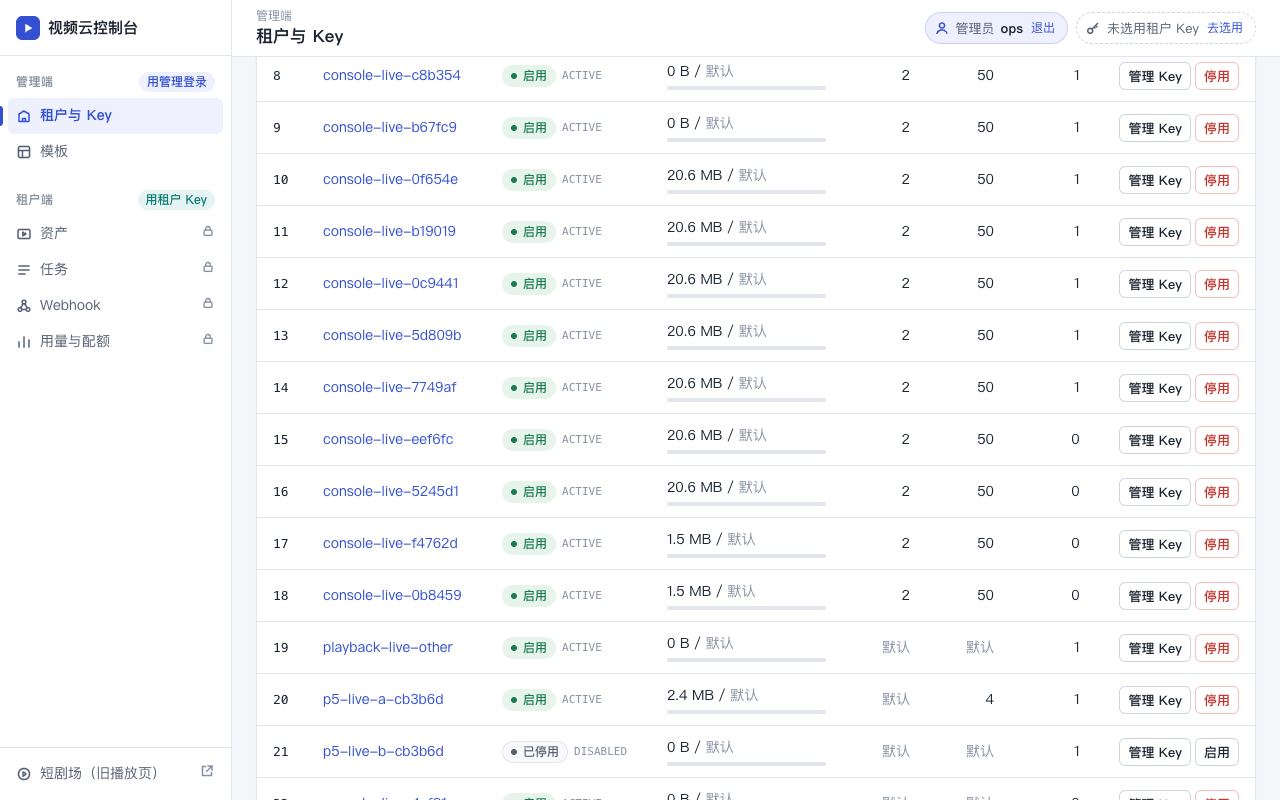 视频云控制台
管理端
租户与 Key
管理员 ops 退出
未选用租户 Key 去选用
管理端 用管理登录
租户与 Key
模板
租户端 用租户 Key
资产
任务
Webhook
用量与配额
短剧场（旧播放页）
8 console-live-c8b354 启用 ACTIVE 0 B / 默认 2 50 1 管理 Key 停用
9 console-live-b67fc9 启用 ACTIVE 0 B / 默认 2 50 1 管理 Key 停用
10 console-live-0f654e 启用 ACTIVE 20.6 MB / 默认 2 50 1 管理 Key 停用
11 console-live-b19019 启用 ACTIVE 20.6 MB / 默认 2 50 1 管理 Key 停用
12 console-live-0c9441 启用 ACTIVE 20.6 MB / 默认 2 50 1 管理 Key 停用
13 console-live-5d809b 启用 ACTIVE 20.6 MB / 默认 2 50 1 管理 Key 停用
14 console-live-7749af 启用 ACTIVE 20.6 MB / 默认 2 50 1 管理 Key 停用
15 console-live-eef6fc 启用 ACTIVE 20.6 MB / 默认 2 50 0 管理 Key 停用
16 console-live-5245d1 启用 ACTIVE 20.6 MB / 默认 2 50 0 管理 Key 停用
17 console-live-f4762d 启用 ACTIVE 1.5 MB / 默认 2 50 0 管理 Key 停用
18 console-live-0b8459 启用 ACTIVE 1.5 MB / 默认 2 50 0 管理 Key 停用
19 playback-live-other 启用 ACTIVE 0 B / 默认 默认 默认 1 管理 Key 停用
20 p5-live-a-cb3b6d 启用 ACTIVE 2.4 MB / 默认 默认 4 1 管理 Key 停用
21 p5-live-b-cb3b6d 已停用 DISABLED 0 B / 默认 默认 默认 1 管理 Key 启用
0 B / 默认